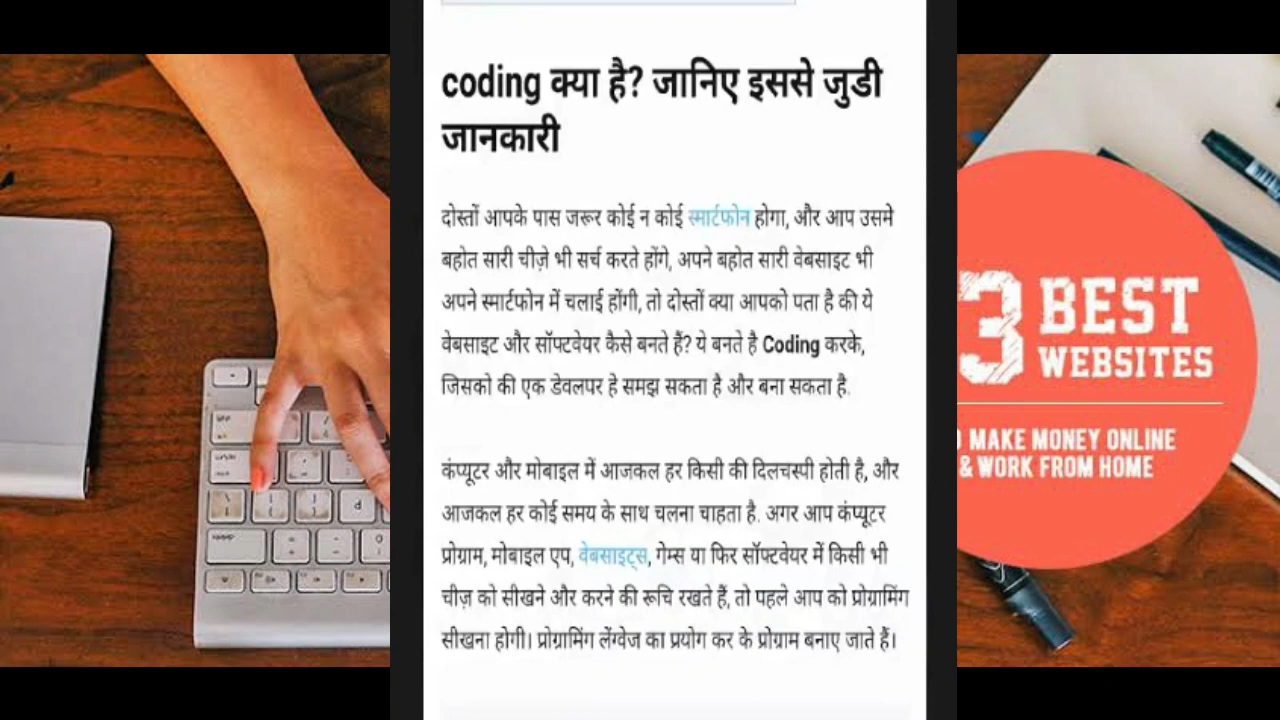 coding क्या है? जानिए इससे जुडी
जानकारी
दोस्तों आपके पास जरूर कोई न कोई स्मार्टफोन होगा, और आप उसमे
बहोत सारी चीज़े भी सर्च करते होंगे, अपने बहोत सारी वेबसाइट भी
अपने स्मार्टफोन में चलाई होंगी, तो दोस्तों क्या आपको पता है की ये
वेबसाइट और सॉफ्टवेयर कैसे बनते हैं? ये बनते है Coding करके,
जिसको की एक डेवलपर हे समझ सकता है और बना सकता है.
कंप्यूटर और मोबाइल में आजकल हर किसी की दिलचस्पी होती है, और
आजकल हर कोई समय के साथ चलना चाहता है. अगर आप कंप्यूटर
प्रोग्राम, मोबाइल एप, वेबसाइट्स, गेम्स या फिर सॉफ्टवेयर में किसी भी
चीज़ को सीखने और करने की रूचि रखते हैं, तो पहले आप को प्रोग्रामिंग
सीखना होगी। प्रोग्रामिंग लेंग्वेज का प्रयोग कर के प्रोग्राम बनाए जाते हैं।
3 BEST
WEBSITES
MAKE MONEY ONLINE
& WORK FROM HOME